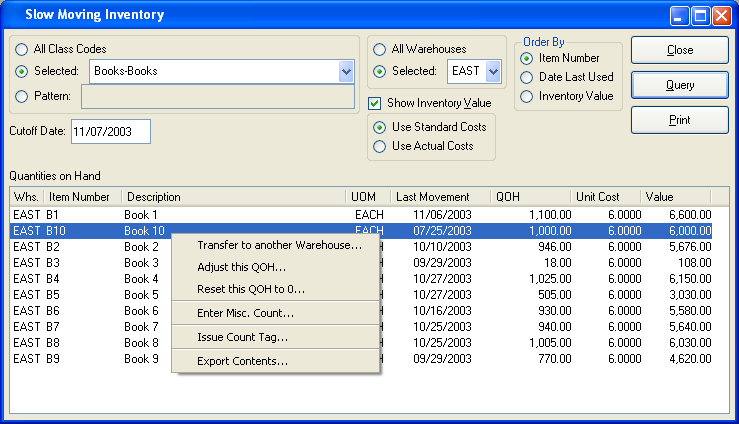 Slow Moving Inventory
All Class Codes
Selected: Books-Books
Pattern:
Cutoff Date: 11/07/2003
All Warehouses
Selected: EAST
Show Inventory Value
Use Standard Costs
Use Actual Costs
Order By
Item Number
Date Last Used
Inventory Value
Close
Query
Print
Quantities on Hand
Whs. Item Number Description UOM Last Movement QOH Unit Cost Value
EAST B1 Book 1 EACH 11/06/2003 1,100.00 6.0000 6,600.00
EAST B10 Book 10 EACH 07/25/2003 1,000.00 6.0000 6,000.00
EAST B2 Book 2 10/10/2003 946.00 6.0000 5,676.00
EAST B3 Book 3 09/29/2003 18.00 6.0000 108.00
EAST B4 Book 4 10/27/2003 1,025.00 6.0000 6,150.00
EAST B5 Book 5 10/27/2003 505.00 6.0000 3,030.00
EAST B6 Book 6 10/16/2003 930.00 6.0000 5,580.00
EAST B7 Book 7 10/25/2003 940.00 6.0000 5,640.00
EAST B8 Book 8 10/25/2003 1,005.00 6.0000 6,030.00
EAST B9 Book 9 EACH 09/29/2003 770.00 6.0000 4,620.00
Transfer to another Warehouse...
Adjust this QOH...
Reset this QOH to 0...
Enter Misc. Count...
Issue Count Tag...
Export Contents...